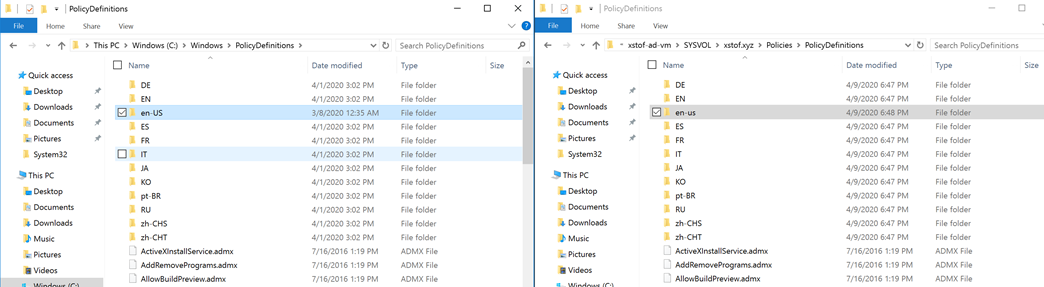 PolicyDefinitions
File Home Share View
This PC Windows (C:) Windows PolicyDefinitions Search PolicyDefinitions
Name Date modified Type Size
Quick access
Desktop
Downloads
Documents
Pictures
System32
This PC
Desktop
Documents
Downloads
Music
Pictures
Videos
Windows (C:)
DE 4/1/2020 3:02 PM File folder
EN 4/1/2020 3:02 PM File folder
en-US 3/8/2020 12:35 AM File folder
ES 4/1/2020 3:02 PM File folder
FR 4/1/2020 3:02 PM File folder
IT 4/1/2020 3:02 PM File folder
JA 4/1/2020 3:02 PM File folder
KO 4/1/2020 3:02 PM File folder
pt-BR 4/1/2020 3:02 PM File folder
RU 4/1/2020 3:02 PM File folder
zh-CHS 4/1/2020 3:02 PM File folder
zh-CHT 4/1/2020 3:02 PM File folder
ActiveXInstallService.admx 7/16/2016 1:19 PM ADMX File
AddRemovePrograms.admx 7/16/2016 1:19 PM ADMX File
AllowBuildPreview.admx 7/16/2016 1:19 PM ADMX File
PolicyDefinitions
File Home Share View
xstof-ad-vm SYSVOL xstof.xyz Policies PolicyDefinitions Search PolicyDefinitions
Name Date modified Type Size
Quick access
Desktop
Downloads
Documents
Pictures
System32
This PC
Desktop
Documents
Downloads
Music
Pictures
Videos
Windows (C:)
DE 4/9/2020 6:47 PM File folder
EN 4/9/2020 6:47 PM File folder
en-us 4/9/2020 6:48 PM File folder
ES 4/9/2020 6:47 PM File folder
FR 4/9/2020 6:47 PM File folder
IT 4/9/2020 6:47 PM File folder
JA 4/9/2020 6:47 PM File folder
KO 4/9/2020 6:47 PM File folder
pt-BR 4/9/2020 6:47 PM File folder
RU 4/9/2020 6:47 PM File folder
zh-CHS 4/9/2020 6:47 PM File folder
zh-CHT 4/9/2020 6:47 PM File folder
ActiveXInstallService.admx 7/16/2016 1:19 PM ADMX File
AddRemovePrograms.admx 7/16/2016 1:19 PM ADMX File
AllowBuildPreview.admx 7/16/2016 1:19 PM ADMX File